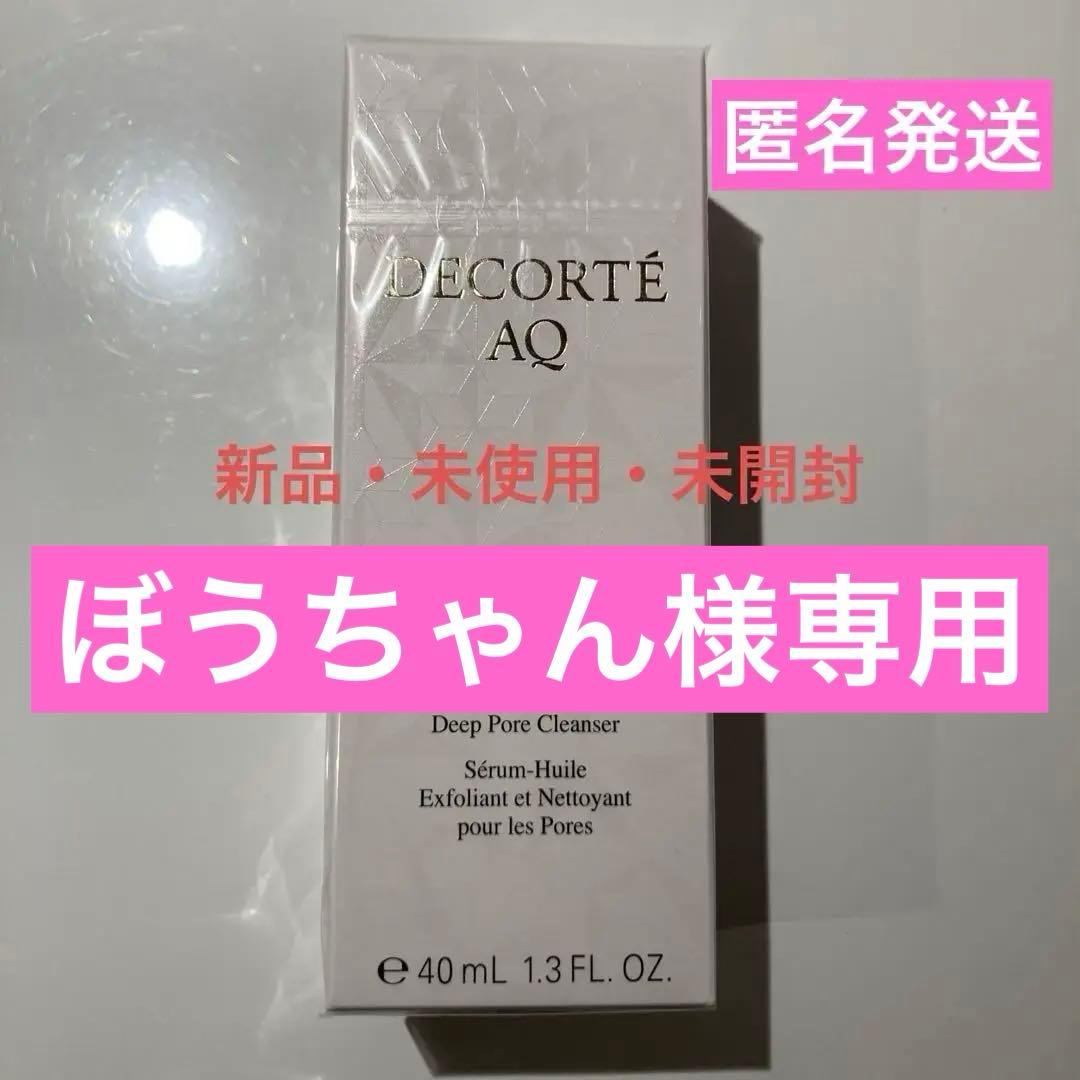 匿名発送
DECORTÉ
AQ
新品・未使用・未開封
ぼうちゃん様専用
Deep Pore Cleanser
Sérum-Huile
Exfoliant et Nettoyant
pour les Pores
℮ 40 mL 1.3 FL. OZ.